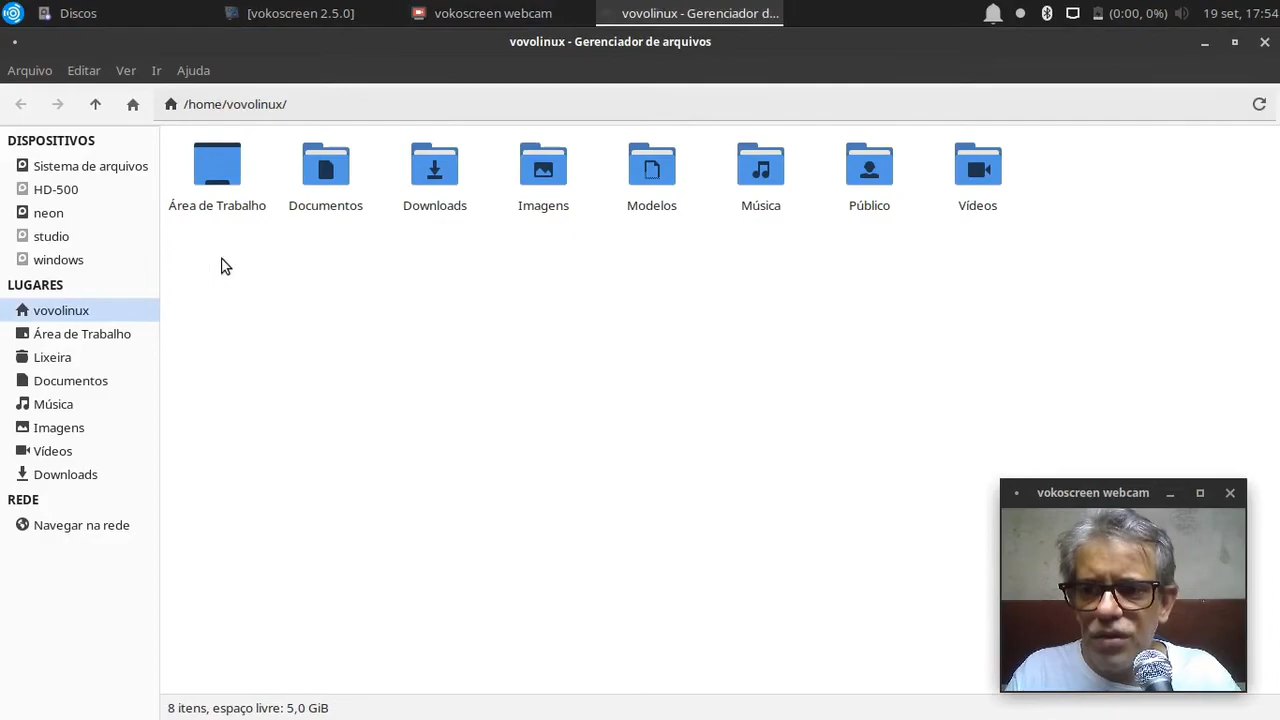 Discos
[vokoscreen 2.5.0]
vokoscreen webcam
vovolinux - Gerenciador d...
(0:00, 0%)
19 set, 17:54
vovolinux - Gerenciador de arquivos
Arquivo Editar Ver Ir Ajuda
/home/vovolinux/
DISPOSITIVOS
Sistema de arquivos
HD-500
neon
studio
windows
LUGARES
vovolinux
Área de Trabalho
Lixeira
Documentos
Música
Imagens
Vídeos
Downloads
REDE
Navegar na rede
Área de Trabalho
Documentos
Downloads
Imagens
Modelos
Música
Público
Vídeos
vokoscreen webcam
8 itens, espaço livre: 5,0 GiB